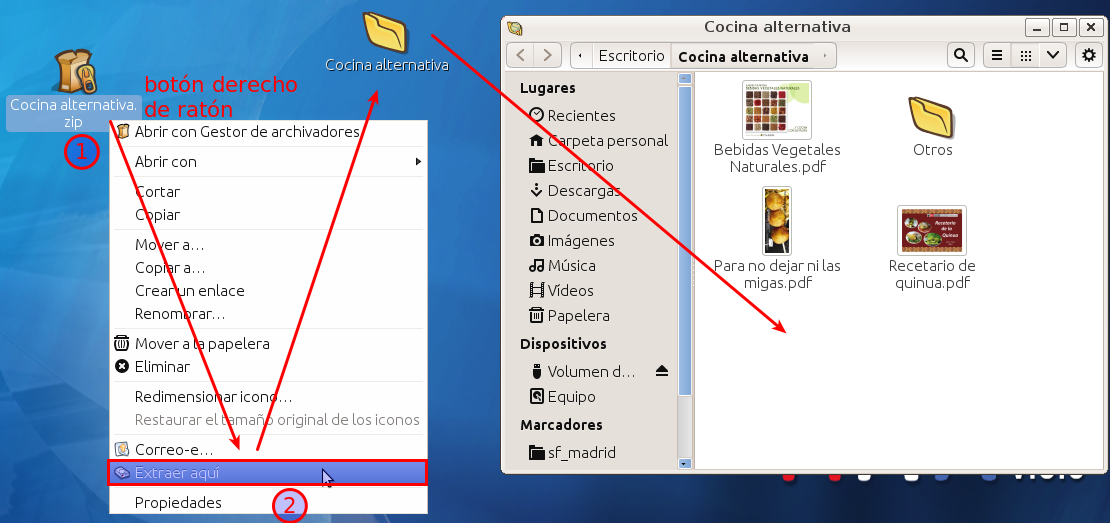 Cocina alternativa.
zip
1
botón derecho
de ratón
Cocina alternativa
Abrir con Gestor de archivadores
Abrir con
Cortar
Copiar
Mover a...
Copiar a...
Crear un enlace
Renombrar...
Mover a la papelera
Eliminar
Redimensionar icono...
Restaurar el tamaño original de los iconos
Correo-e...
Extraer aquí
Propiedades
2
Cocina alternativa
Escritorio
Cocina alternativa
Lugares
Recientes
Carpeta personal
Escritorio
Descargas
Documentos
Imágenes
Música
Vídeos
Papelera
Dispositivos
Volumen d...
Equipo
Marcadores
sf_madrid
Bebidas Vegetales
Naturales.pdf
Otros
Para no dejar ni las
migas.pdf
Recetario
de la
Quinua
Recetario de
quinua.pdf